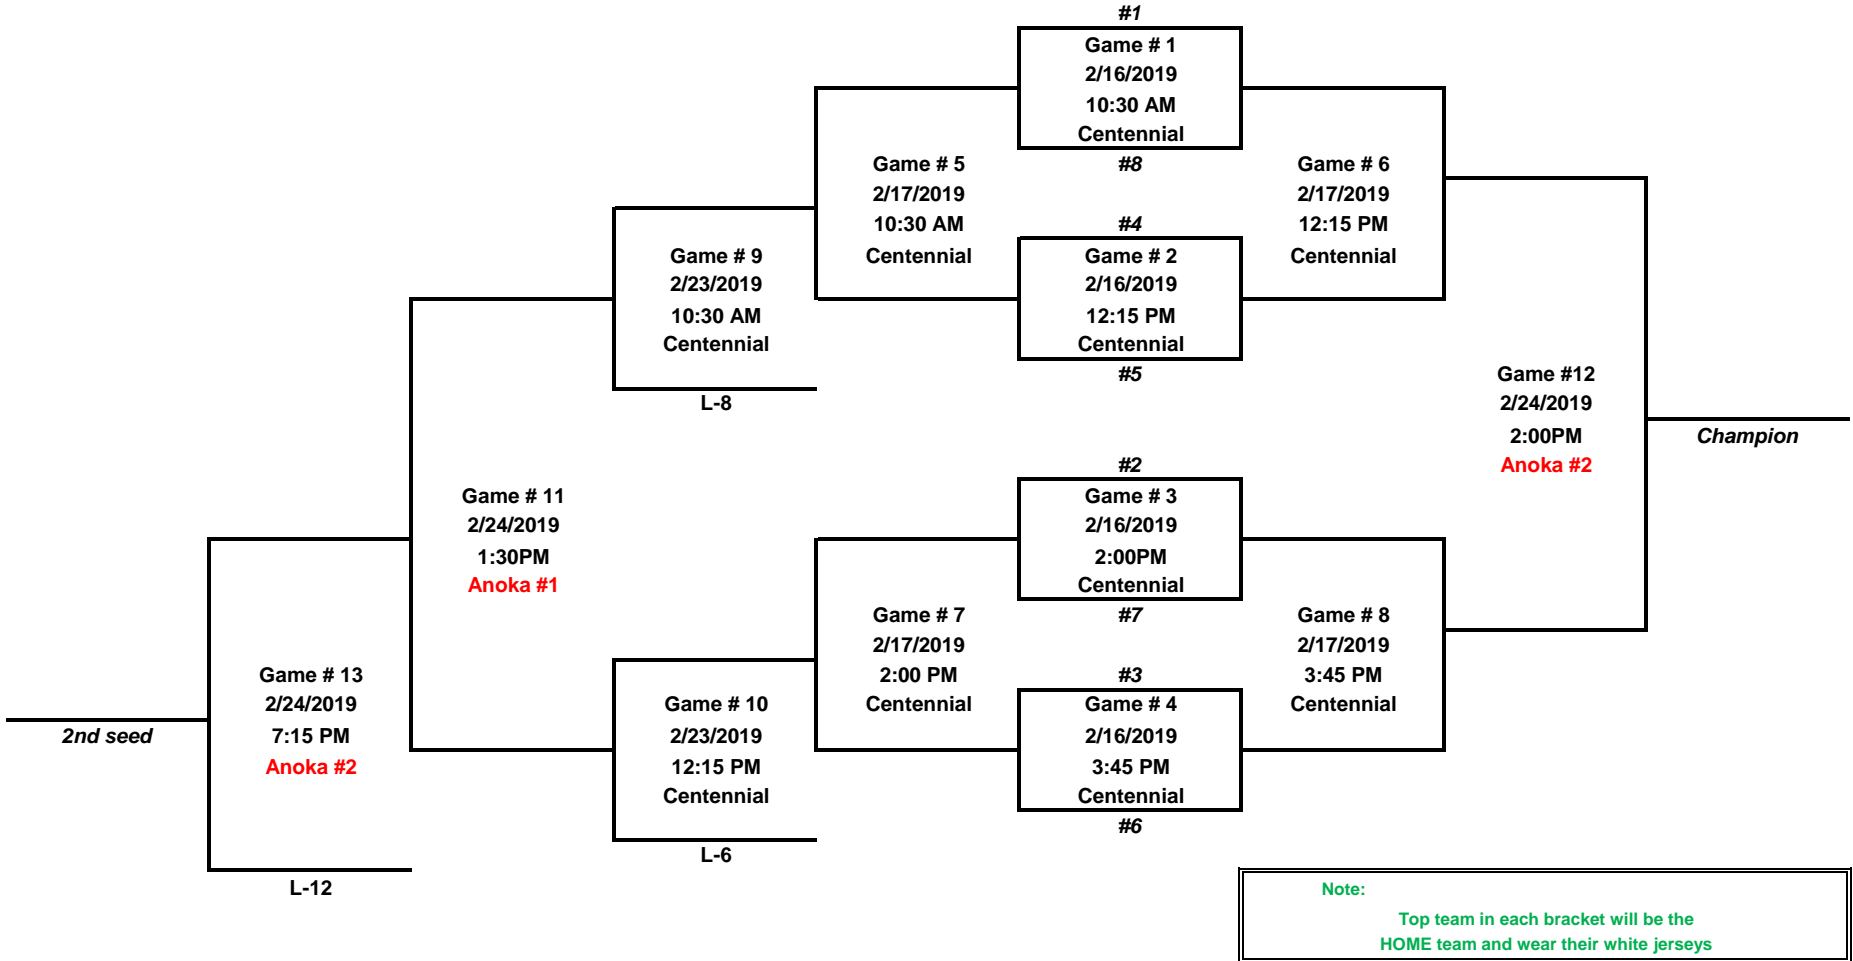 #1
Game # 1
2/16/2019
10:30 AM
Centennial
#8
Game # 5
2/17/2019
10:30 AM
Centennial
Game # 6
2/17/2019
12:15 PM
Centennial
#4
Game # 2
2/16/2019
12:15 PM
Centennial
#5
Game # 9
2/23/2019
10:30 AM
Centennial
L-8
Game #12
2/24/2019
2:00PM
Anoka #2
Champion
#2
Game # 3
2/16/2019
2:00PM
Centennial
#7
Game # 11
2/24/2019
1:30PM
Anoka #1
Game # 7
2/17/2019
2:00 PM
Centennial
Game # 8
2/17/2019
3:45 PM
Centennial
#3
Game # 4
2/16/2019
3:45 PM
Centennial
#6
Game # 13
2/24/2019
7:15 PM
Anoka #2
2nd seed
Game # 10
2/23/2019
12:15 PM
Centennial
L-6
L-12
Note:
Top team in each bracket will be the
HOME team and wear their white jerseys